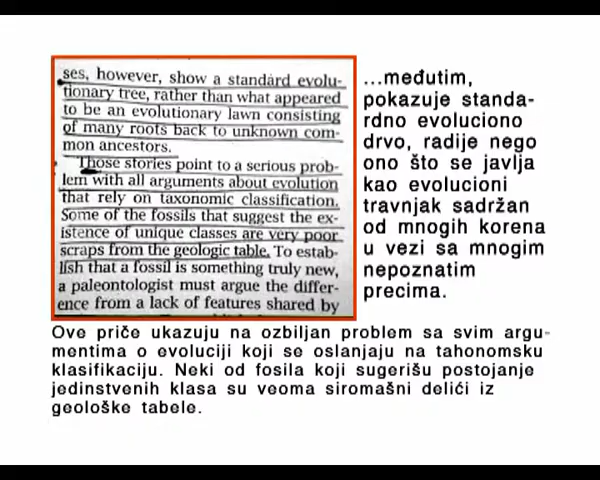 ses, however, show a standard evolu-
tionary tree, rather than what appeared
to be an evolutionary lawn consisting
of many roots back to unknown com-
mon ancestors.
Those stories point to a serious prob-
lem with all arguments about evolution
that rely on taxonomic classification.
Some of the fossils that suggest the ex-
istence of unique classes are very poor
scraps from the geologic table. To estab-
lish that a fossil is something truly new,
a paleontologist must argue the differ-
ence from a lack of features shared by
...međutim,
pokazuje standa-
rdno evoluciono
drvo, radije nego
ono što se javlja
kao evolucioni
travnjak sadržan
od mnogih korena
u vezi sa mnogim
nepoznatim
precima.
Ove priče ukazuju na ozbiljan problem sa svim argu-
mentima o evoluciji koji se oslanjaju na tahonomsku
klasifikaciju. Neki od fosila koji sugerišu postojanje
jedinstvenih klasa su veoma siromašni delići iz
geološke tabele.